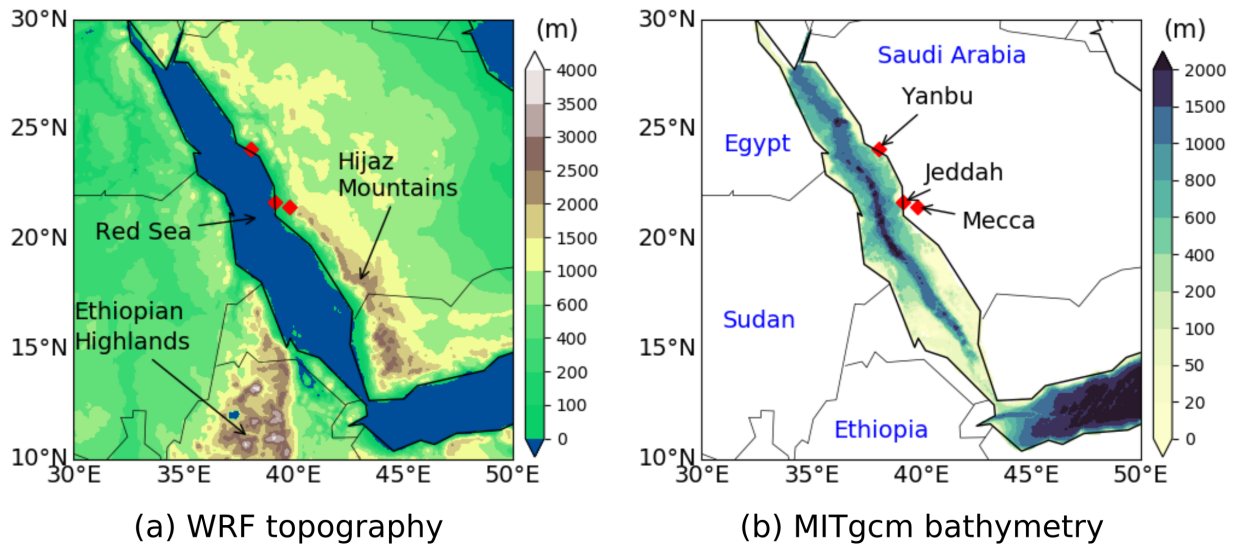 30°N
25°N
20°N
15°N
10°N
30°E
35°E
40°E
45°E
50°E
Hijaz
Mountains
Red Sea
Ethiopian
Highlands
(m)
4000
3500
3000
2500
2000
1500
1000
600
400
200
100
0
(a) WRF topography
30°N
25°N
20°N
15°N
10°N
30°E
35°E
40°E
45°E
50°E
Saudi Arabia
Yanbu
Egypt
Jeddah
Mecca
Sudan
Ethiopia
(m)
2000
1500
1000
800
600
400
200
100
50
20
0
(b) MITgcm bathymetry